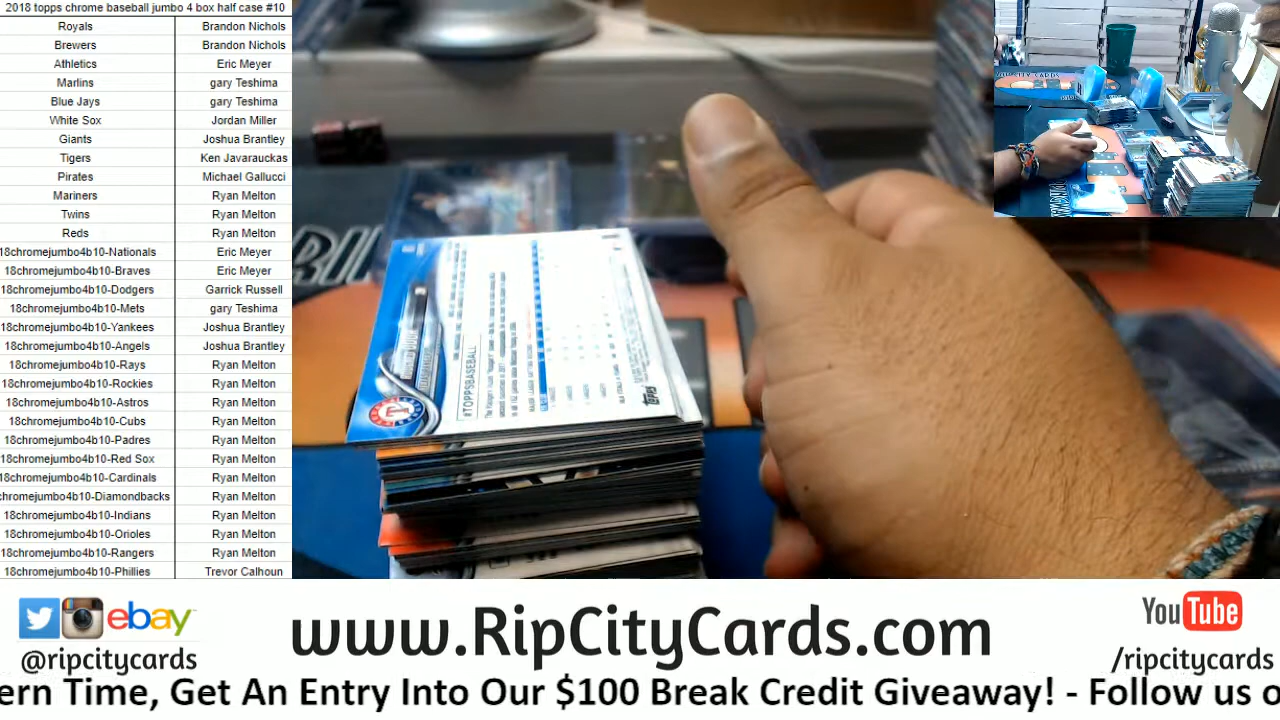 2018 topps chrome baseball jumbo 4 box half case #10
Royals Brandon Nichols
Brewers Brandon Nichols
Athletics Eric Meyer
Marlins gary Teshima
Blue Jays gary Teshima
White Sox Jordan Miller
Giants Joshua Brantley
Tigers Ken Javarauckas
Pirates Michael Gallucci
Mariners Ryan Melton
Twins Ryan Melton
Reds Ryan Melton
18chromejumbo4b10-Nationals Eric Meyer
18chromejumbo4b10-Braves Eric Meyer
18chromejumbo4b10-Dodgers Garrick Russell
18chromejumbo4b10-Mets gary Teshima
18chromejumbo4b10-Yankees Joshua Brantley
18chromejumbo4b10-Angels Joshua Brantley
18chromejumbo4b10-Rays Ryan Melton
18chromejumbo4b10-Rockies Ryan Melton
18chromejumbo4b10-Astros Ryan Melton
18chromejumbo4b10-Cubs Ryan Melton
18chromejumbo4b10-Padres Ryan Melton
18chromejumbo4b10-Red Sox Ryan Melton
18chromejumbo4b10-Cardinals Ryan Melton
chromejumbo4b10-Diamondbacks Ryan Melton
18chromejumbo4b10-Indians Ryan Melton
18chromejumbo4b10-Orioles Ryan Melton
18chromejumbo4b10-Rangers Ryan Melton
18chromejumbo4b10-Phillies Trevor Calhoun
#TOPPSBASEBALL
Topps
ebay
@ripcitycards
www.RipCityCards.com
YouTube
/ripcitycards
ern Time, Get An Entry Into Our $100 Break Credit Giveaway! - Follow us o